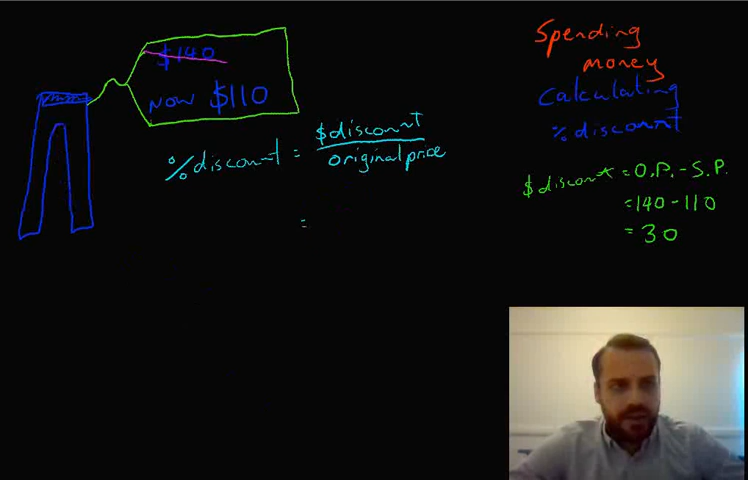 $140
NOW $110
Spending
money
Calculating
% discount
% discount = $discount
original price
=
$ discount = O.P. - S.P.
= 140 - 110
= 30